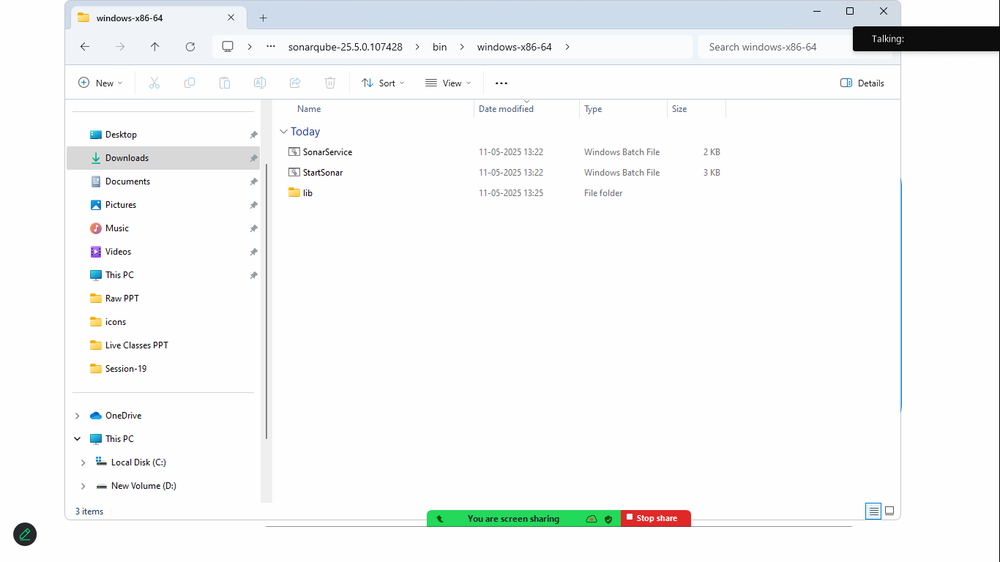 windows-x86-64
Talking:
sonarqube-25.5.0.107428 bin windows-x86-64
Search windows-x86-64
New Sort View Details
Name Date modified Type Size
Today
SonarService 11-05-2025 13:22 Windows Batch File 2 KB
StartSonar 11-05-2025 13:22 Windows Batch File 3 KB
lib 11-05-2025 13:25 File folder
Desktop
Downloads
Documents
Pictures
Music
Videos
This PC
Raw PPT
icons
Live Classes PPT
Session-19
OneDrive
This PC
Local Disk (C:)
New Volume (D:)
3 items
You are screen sharing Stop share